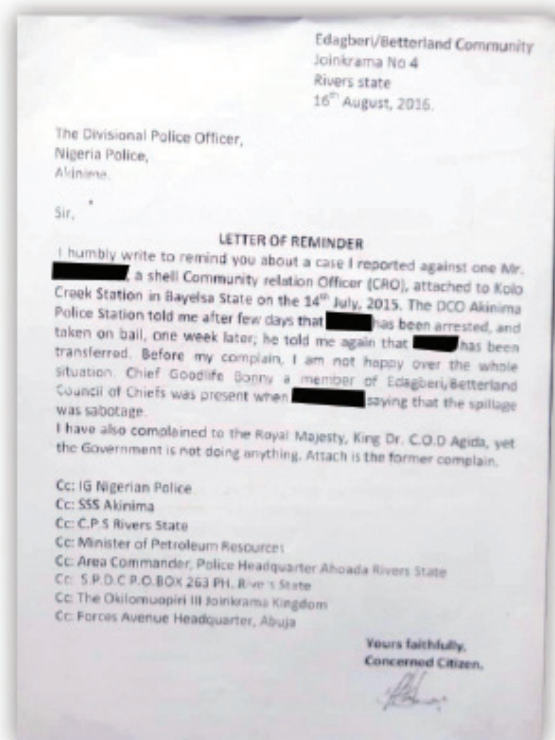 Edagberi/Betterland Community
Joinkrama No 4
Rivers state
16th August, 2016.
The Divisional Police Officer,
Nigeria Police,
Akinime.
Sir,
LETTER OF REMINDER
I humbly write to remind you about a case I reported against one Mr.
, a shell Community relation Officer (CRO), attached to Kolo
Creek Station in Bayelsa State on the 14th July, 2015. The DCO Akinima
Police Station told me after few days that has been arrested, and
taken on bail, one week later; he told me again that has been
transferred. Before my complain, I am not happy over the whole
situation. Chief Goodlife Bonny a member of Edagberi/Betterland
Council of Chiefs was present when saying that the spillage
was sabotage.
I have also complained to the Royal Majesty, King Dr. C.O.D Agida, yet
the Government is not doing anything. Attach is the former complain.
Cc: IG Nigerian Police
Cc: SSS Akinima
Cc: C.P.S Rivers State
Cc: Minister of Petroleum Resources
Cc: Area Commander, Police Headquarter Ahoada Rivers State
Cc: S.P.D.C P.O.BOX 263 PH. Rivers State
Cc: The Okilomuopiri III Joinkrama Kingdom
Cc: Forces Avenue Headquarter, Abuja
Yours faithfully,
Concerned Citizen.